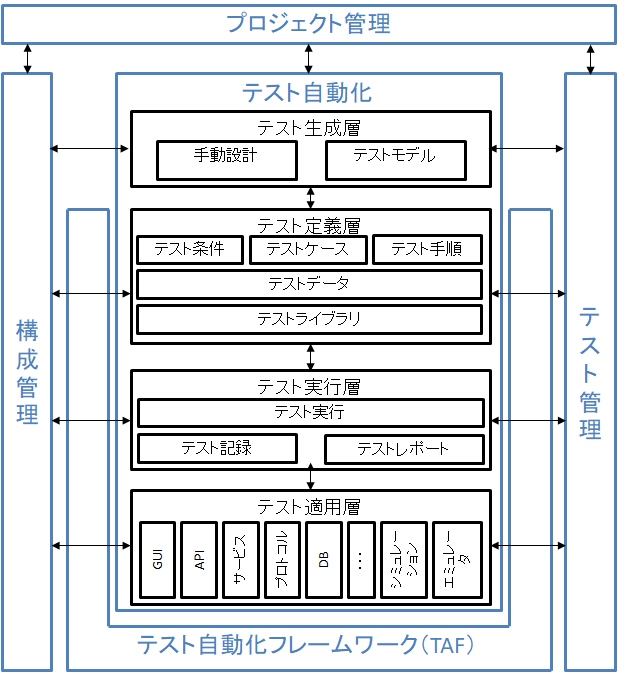 プロジェクト管理
テスト自動化
テスト生成層
手動設計
テストモデル
テスト定義層
テスト条件
テストケース
テスト手順
テストデータ
テストライブラリ
テスト実行層
テスト実行
テスト記録
テストレポート
テスト適用層
GUI
API
サービス
プロトコル
DB
...
シミュレー
ション
エミュレー
タ
構成管理
テスト管理
テスト自動化フレームワーク(TAF)